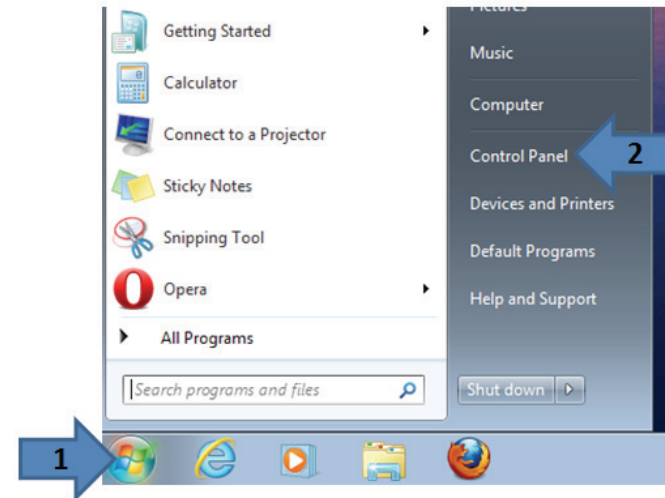 Getting Started
Calculator
Connect to a Projector
Sticky Notes
Snipping Tool
Opera
All Programs
Search programs and files
Pictures
Music
Computer
Control Panel
2
Devices and Printers
Default Programs
Help and Support
Shut down
1